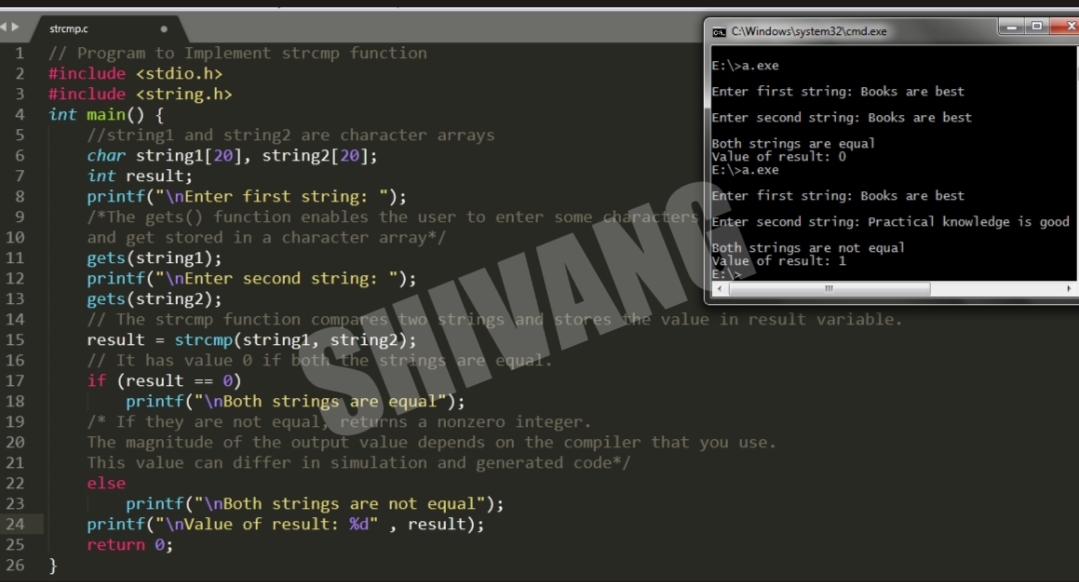 strcmp.c
1 // Program to Implement strcmp function
2 #include <stdio.h>
3 #include <string.h>
4 int main() {
5 //string1 and string2 are character arrays
6 char string1[20], string2[20];
7 int result;
8 printf("\nEnter first string: ");
9 /*The gets() function enables the user to enter some characters
10 and get stored in a character array*/
11 gets(string1);
12 printf("\nEnter second string: ");
13 gets(string2);
14 // The strcmp function compares two strings and stores the value in result variable.
15 result = strcmp(string1, string2);
16 // It has value 0 if both the strings are equal.
17 if (result == 0)
18 printf("\nBoth strings are equal");
19 /* If they are not equal, returns a nonzero integer.
20 The magnitude of the output value depends on the compiler that you use.
21 This value can differ in simulation and generated code*/
22 else
23 printf("\nBoth strings are not equal");
24 printf("\nValue of result: %d" , result);
25 return 0;
26 }
SHIVANG
C:\Windows\system32\cmd.exe
E:\>a.exe
Enter first string: Books are best
Enter second string: Books are best
Both strings are equal
Value of result: 0
E:\>a.exe
Enter first string: Books are best
Enter second string: Practical knowledge is good
Both strings are not equal
Value of result: 1
E:\>